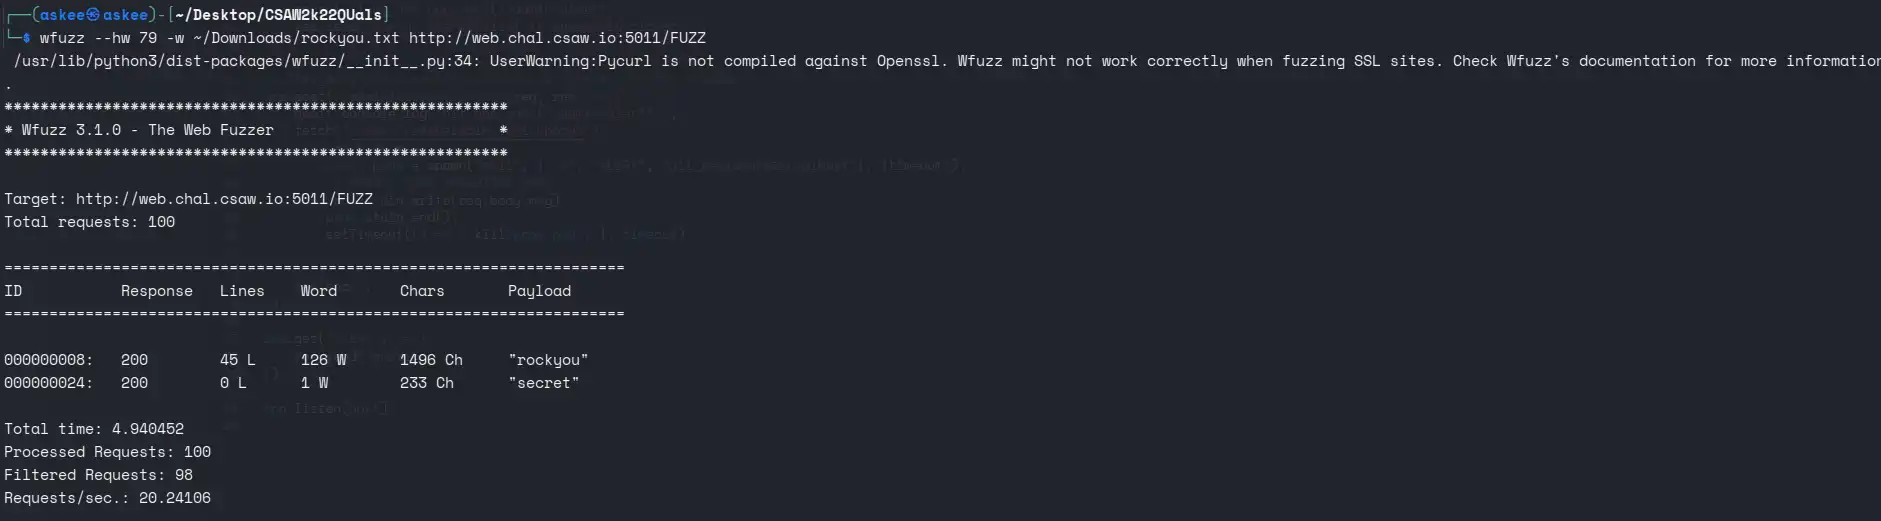 ┌──(askee㉿askee)-[~/Desktop/CSAW2k22QUals]
└─$ wfuzz --hw 79 -w ~/Downloads/rockyou.txt http://web.chal.csaw.io:5011/FUZZ
/usr/lib/python3/dist-packages/wfuzz/__init__.py:34: UserWarning:Pycurl is not compiled against Openssl. Wfuzz might not work correctly when fuzzing SSL sites. Check Wfuzz's documentation for more information
.
********************************************************
* Wfuzz 3.1.0 - The Web Fuzzer                         *
********************************************************
Target: http://web.chal.csaw.io:5011/FUZZ
Total requests: 100
=====================================================================
ID           Response   Lines    Word       Chars       Payload
=====================================================================
000000008:   200        45 L     126 W      1496 Ch     "rockyou"
000000024:   200        0 L      1 W        233 Ch      "secret"
Total time: 4.940452
Processed Requests: 100
Filtered Requests: 98
Requests/sec.: 20.24106